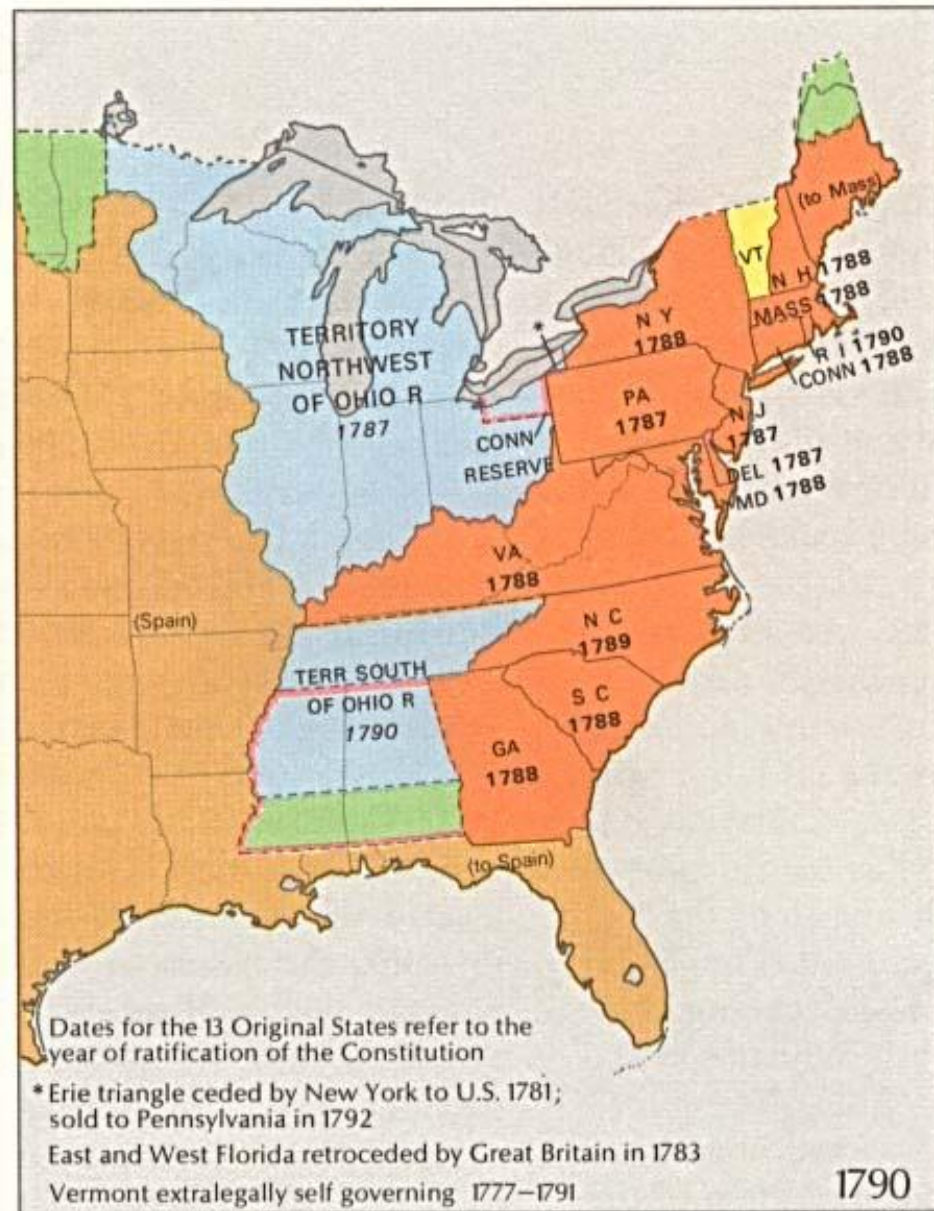 (to Mass)
VT
N H 1788
MASS 1788
N Y
1788
*
R I 1790
CONN 1788
TERRITORY
NORTHWEST
OF OHIO R
1787
PA
1787
N J
1787
CONN
RESERVE
DEL 1787
MD 1788
VA
1788
(Spain)
N C
1789
TERR SOUTH
OF OHIO R
1790
S C
1788
GA
1788
(to Spain)
Dates for the 13 Original States refer to the
year of ratification of the Constitution
* Erie triangle ceded by New York to U.S. 1781;
sold to Pennsylvania in 1792
East and West Florida retroceded by Great Britain in 1783
Vermont extralegally self governing 1777–1791
1790